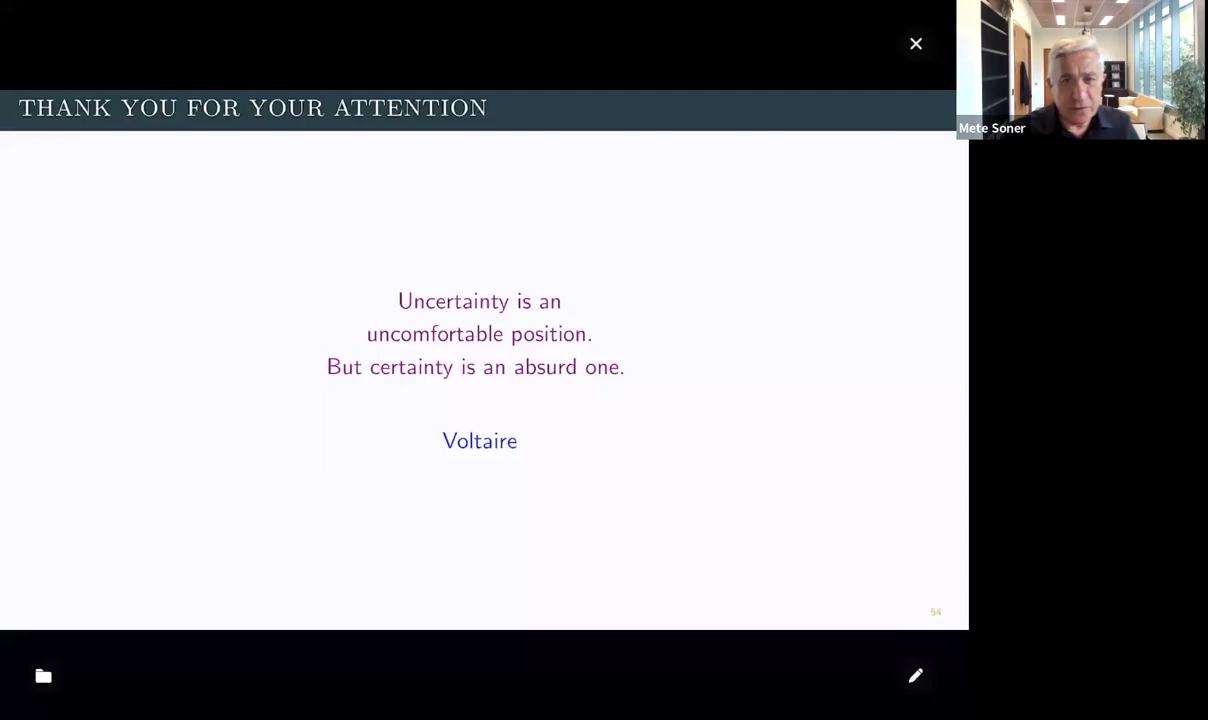 THANK YOU FOR YOUR ATTENTION
Mete Soner
Uncertainty is an
uncomfortable position.
But certainty is an absurd one.
Voltaire
54